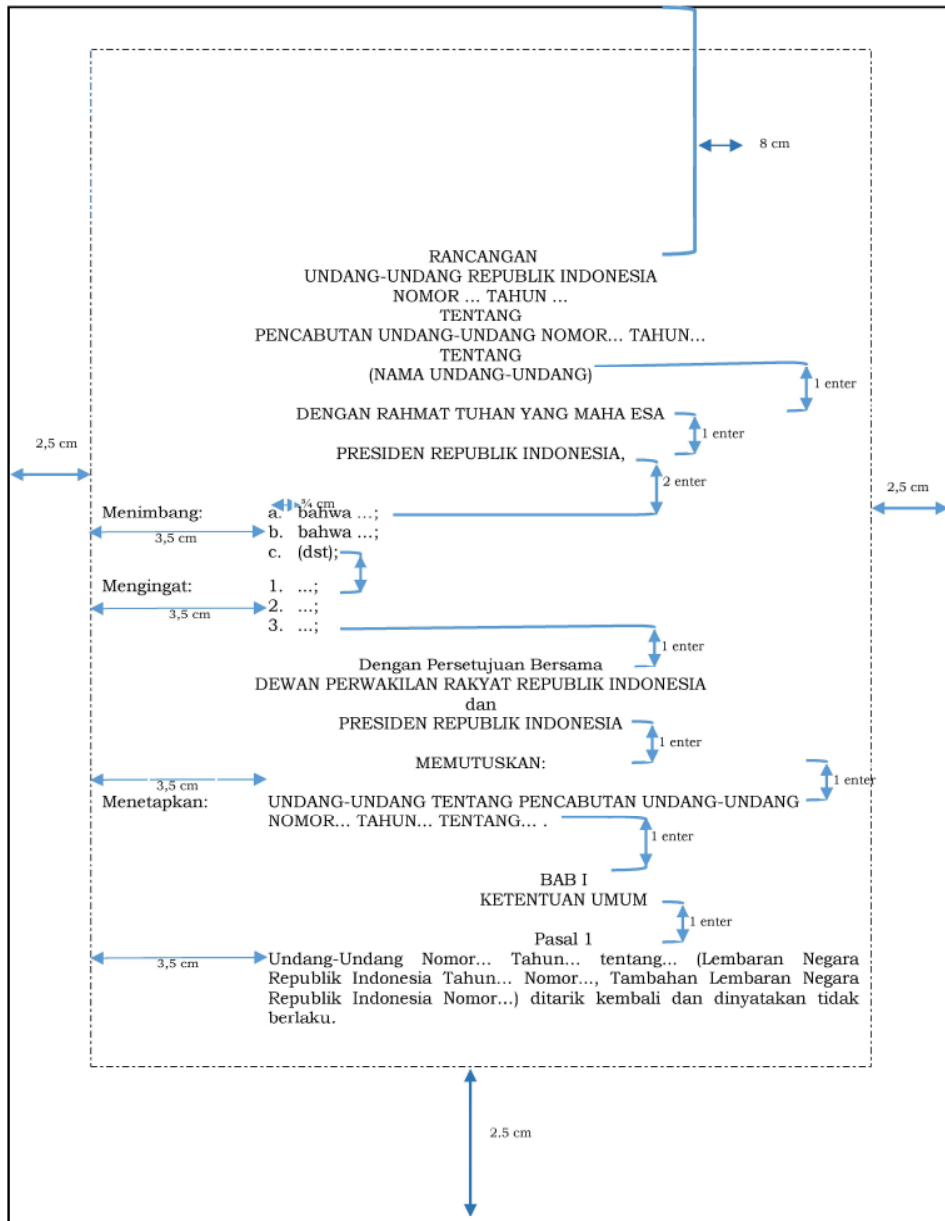 8 cm
RANCANGAN
UNDANG-UNDANG REPUBLIK INDONESIA
NOMOR ... TAHUN ...
TENTANG
PENCABUTAN UNDANG-UNDANG NOMOR... TAHUN...
TENTANG
(NAMA UNDANG-UNDANG)
1 enter
DENGAN RAHMAT TUHAN YANG MAHA ESA
1 enter
2,5 cm
PRESIDEN REPUBLIK INDONESIA,
2 enter
2,5 cm
¾ cm
Menimbang: a. bahwa ...;
3,5 cm b. bahwa ...;
c. (dst);
Mengingat: 1. ...;
3,5 cm 2. ...;
3. ...;
1 enter
Dengan Persetujuan Bersama
DEWAN PERWAKILAN RAKYAT REPUBLIK INDONESIA
dan
PRESIDEN REPUBLIK INDONESIA
1 enter
MEMUTUSKAN:
3,5 cm 1 enter
Menetapkan: UNDANG-UNDANG TENTANG PENCABUTAN UNDANG-UNDANG
NOMOR... TAHUN... TENTANG... .
1 enter
BAB I
KETENTUAN UMUM
1 enter
Pasal 1
3,5 cm Undang-Undang Nomor... Tahun... tentang... (Lembaran Negara
Republik Indonesia Tahun... Nomor..., Tambahan Lembaran Negara
Republik Indonesia Nomor...) ditarik kembali dan dinyatakan tidak
berlaku.
2.5 cm